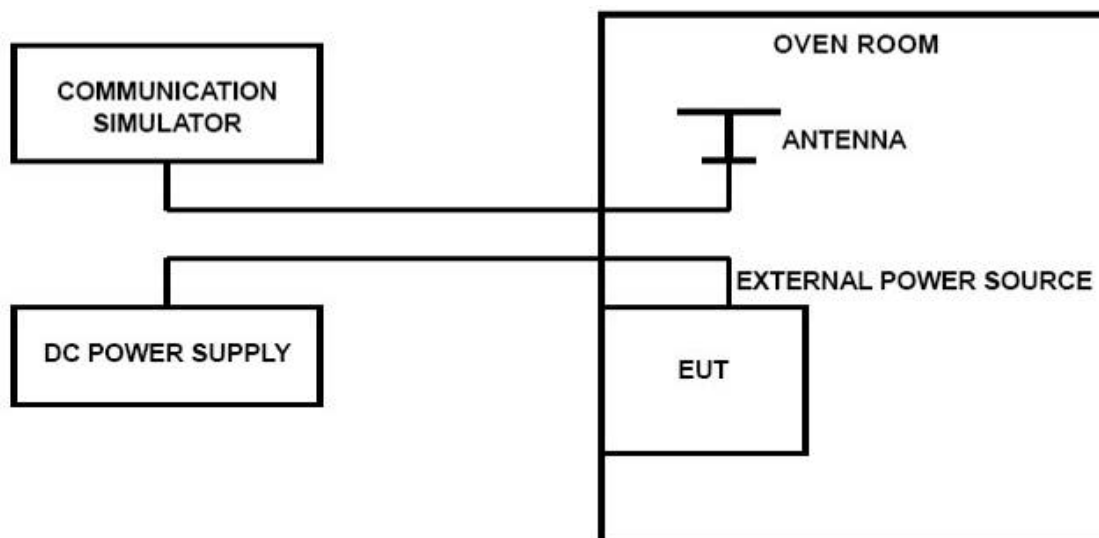 OVEN ROOM
COMMUNICATION
SIMULATOR
ANTENNA
EXTERNAL POWER SOURCE
DC POWER SUPPLY
EUT